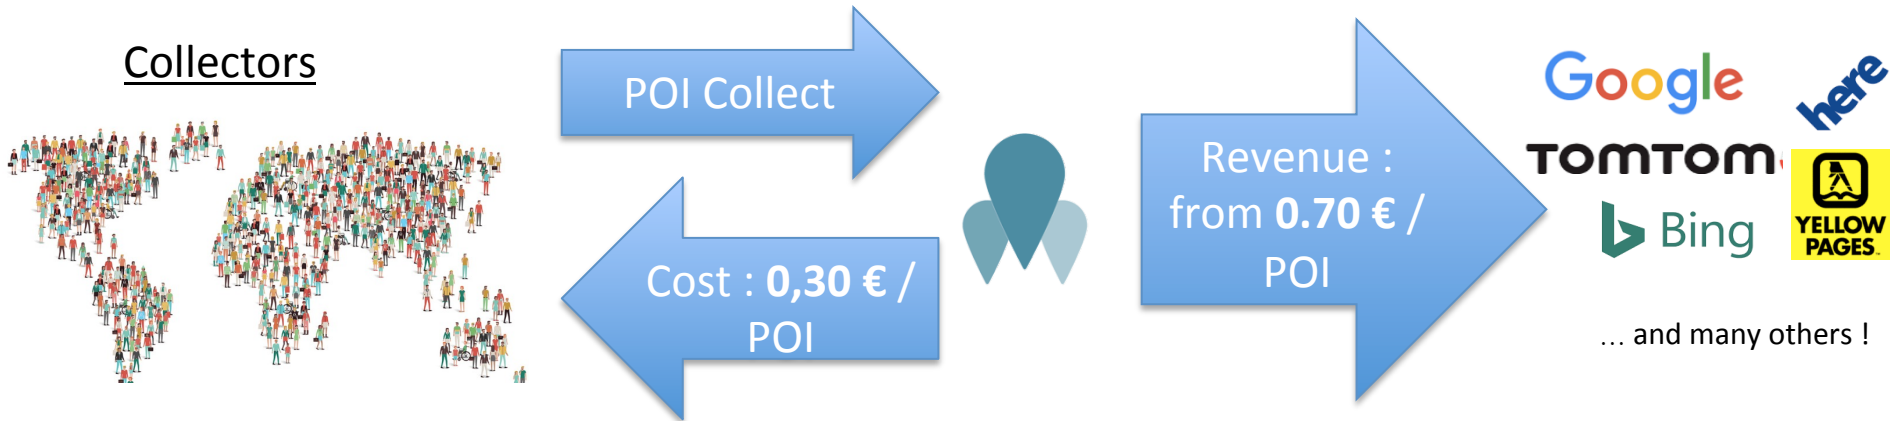 Collectors
POI Collect
Cost : 0,30 € /
POI
Revenue :
from 0.70 € /
POI
Google
here
TOMTOM
Bing
YELLOW
PAGES
… and many others !